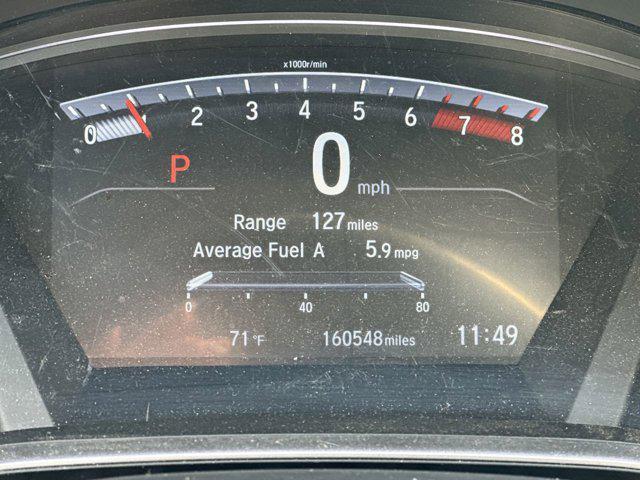 x1000r/min
0 1 2 3 4 5 6 7 8
P
0 mph
Range 127 miles
Average Fuel A 5.9 mpg
0 40 80
71 °F 160548 miles 11:49